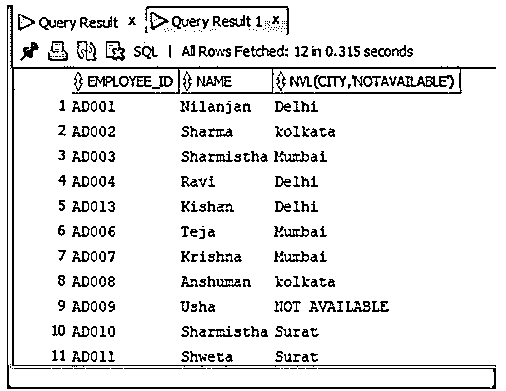 Query Result x Query Result 1 x
SQL | All Rows Fetched: 12 in 0.315 seconds
EMPLOYEE_ID NAME NVL(CITY,'NOTAVAILABLE')
1 AD001 Nilanjan Delhi
2 AD002 Sharma kolkata
3 AD003 Sharmistha Mumbai
4 AD004 Ravi Delhi
5 AD013 Kishan Delhi
6 AD006 Teja Mumbai
7 AD007 Krishna Mumbai
8 AD008 Anshuman kolkata
9 AD009 Usha NOT AVAILABLE
10 AD010 Sharmistha Surat
11 AD011 Shweta Surat